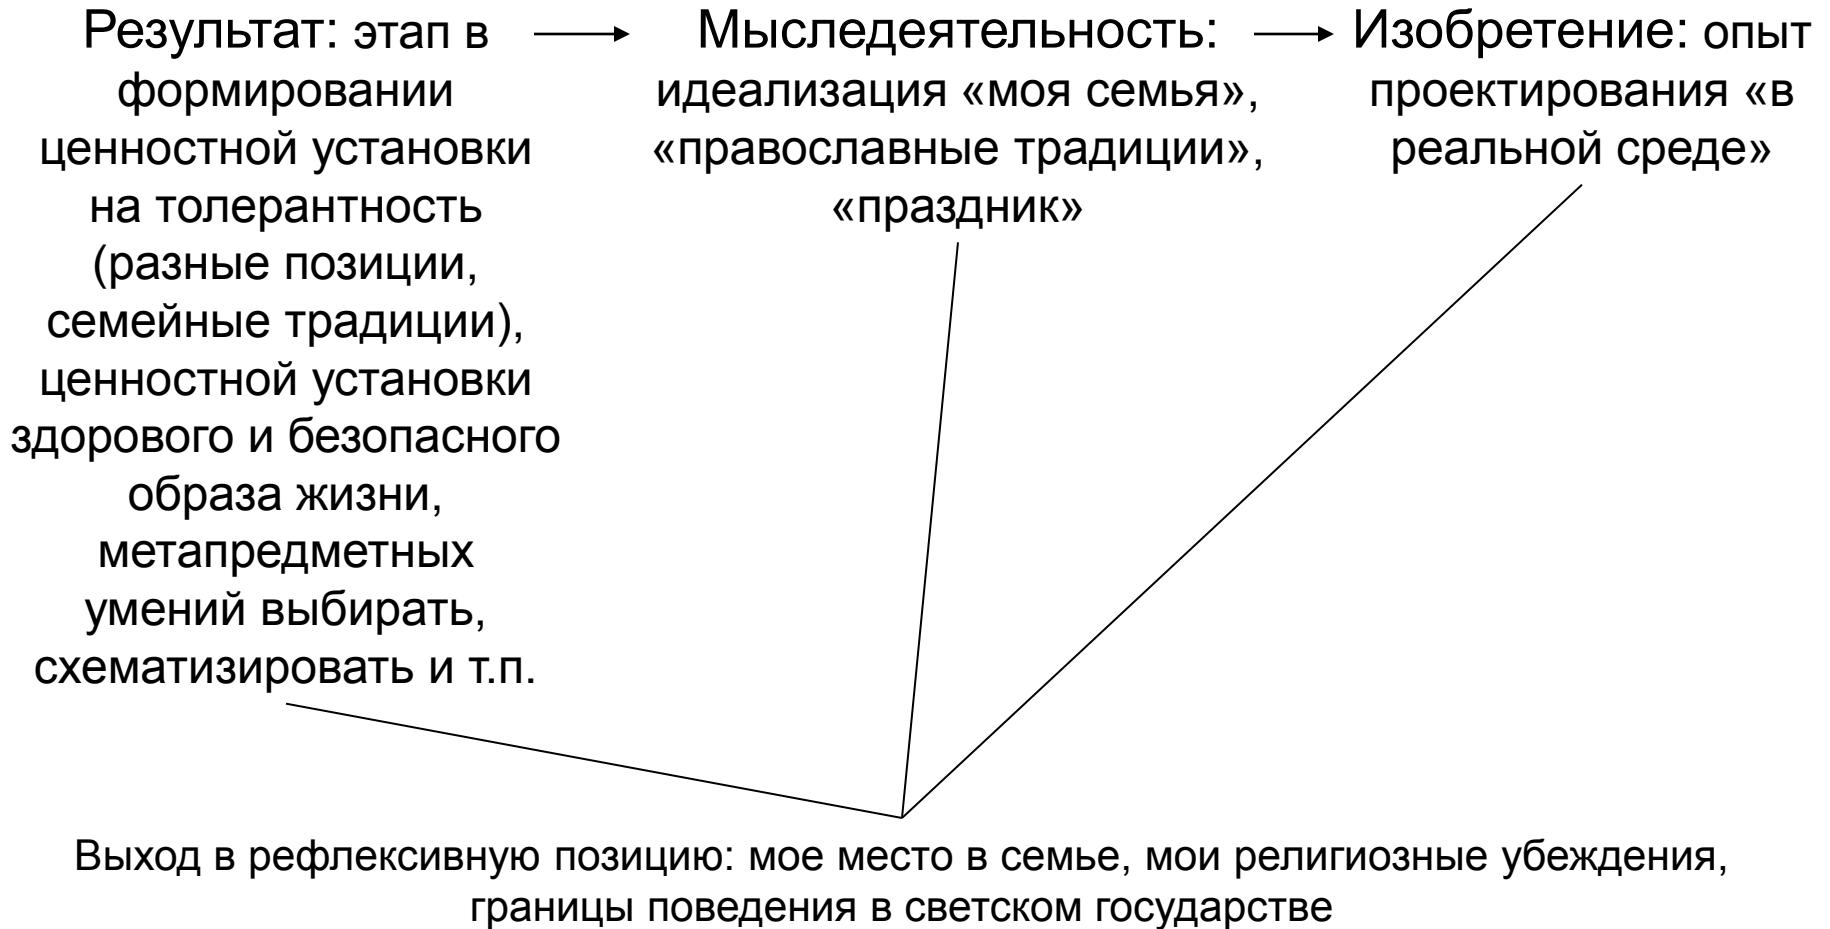 Результат: этап в
формировании
ценностной установки
на толерантность
(разные позиции,
семейные традиции),
ценностной установки
здорового и безопасного
образа жизни,
метапредметных
умений выбирать,
схематизировать и т.п.
Мыследеятельность:
идеализация «моя семья»,
«православные традиции»,
«праздник»
Изобретение: опыт
проектирования «в
реальной среде»
Выход в рефлексивную позицию: мое место в семье, мои религиозные убеждения,
границы поведения в светском государстве